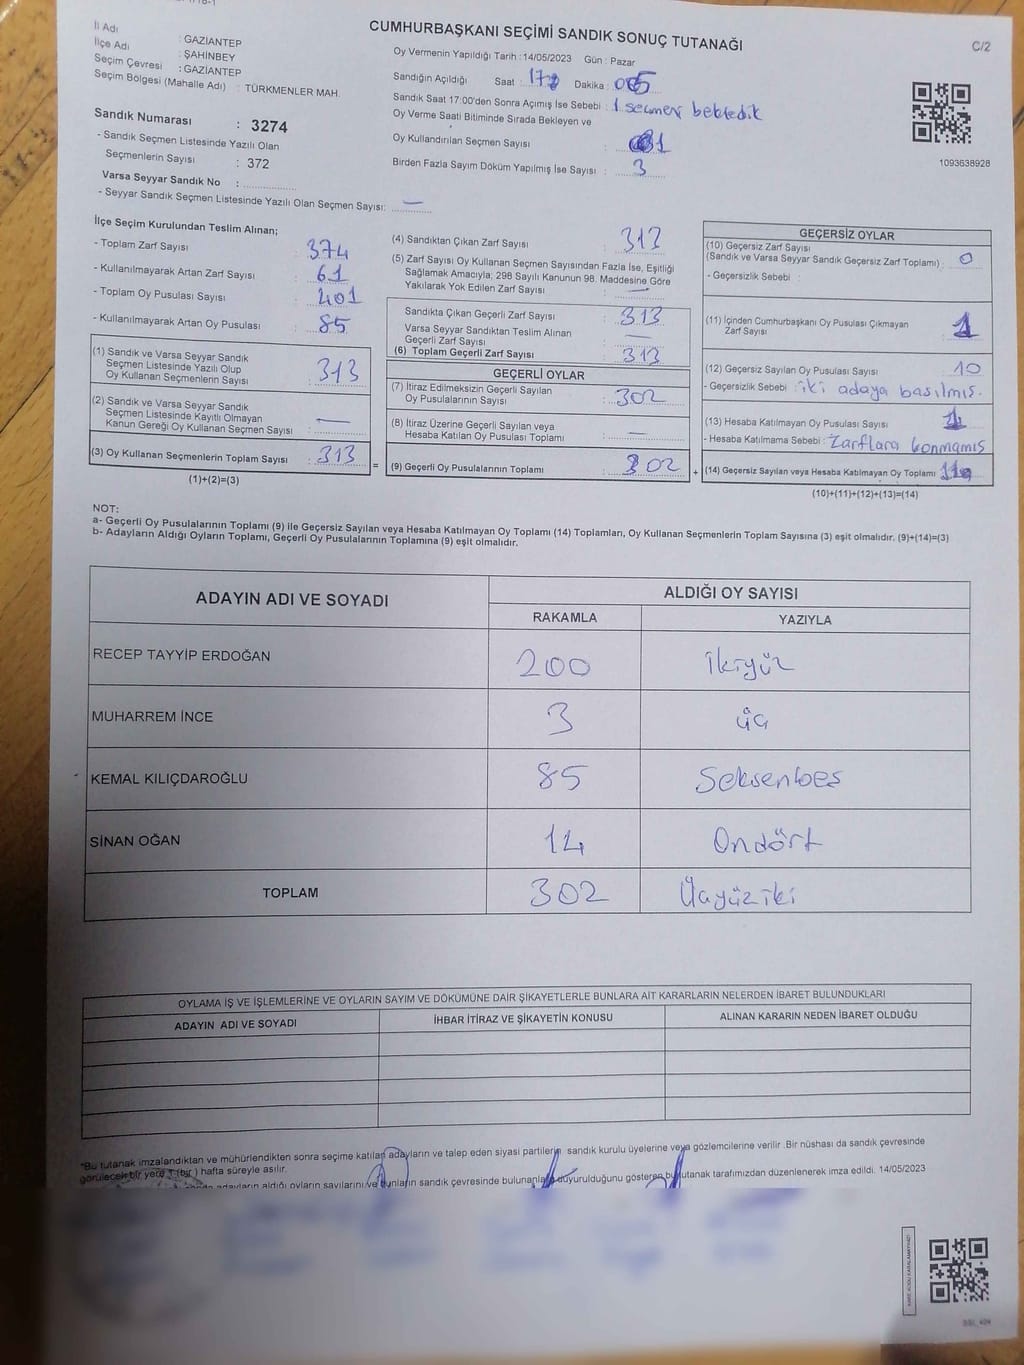 CUMHURBAŞKANI SEÇİMİ SANDIK SONUÇ TUTANAĞI
C/2
İl Adı : GAZİANTEP
İlçe Adı : ŞAHİNBEY
Seçim Çevresi : GAZİANTEP
Seçim Bölgesi (Mahalle Adı) : TÜRKMENLER MAH.
Sandık Numarası : 3274
- Sandık Seçmen Listesinde Yazılı Olan
Seçmenlerin Sayısı : 372
Varsa Seyyar Sandık No :
- Seyyar Sandık Seçmen Listesinde Yazılı Olan Seçmen Sayısı: —
Oy Vermenin Yapıldığı Tarih : 14/05/2023 Gün : Pazar
Sandığın Açıldığı Saat : 17 Dakika : 05
Sandık Saat 17:00'den Sonra Açımış İse Sebebi : 1 seçmen bekledik
Oy Verme Saati Bitiminde Sırada Bekleyen ve
Oy Kullandırılan Seçmen Sayısı : 1
Birden Fazla Sayım Döküm Yapılmış İse Sayısı : 3
1093638928
İlçe Seçim Kurulundan Teslim Alınan;
- Toplam Zarf Sayısı : 374
- Kullanılmayarak Artan Zarf Sayısı : 61
- Toplam Oy Pusulası Sayısı : 401
- Kullanılmayarak Artan Oy Pusulası : 85
(1) Sandık ve Varsa Seyyar Sandık
Seçmen Listesinde Yazılı Olup
Oy Kullanan Seçmenlerin Sayısı : 313
(2) Sandık ve Varsa Seyyar Sandık
Seçmen Listesinde Kayıtlı Olmayan
Kanun Gereği Oy Kullanan Seçmen Sayısı : —
(3) Oy Kullanan Seçmenlerin Toplam Sayısı : 313
(1)+(2)=(3)
=
(4) Sandıktan Çıkan Zarf Sayısı : 313
(5) Zarf Sayısı Oy Kullanan Seçmen Sayısından Fazla İse, Eşitliği
Sağlamak Amacıyla; 298 Sayılı Kanunun 98. Maddesine Göre
Yakılarak Yok Edilen Zarf Sayısı : —
Sandıkta Çıkan Geçerli Zarf Sayısı : 313
Varsa Seyyar Sandıktan Teslim Alınan
Geçerli Zarf Sayısı : —
(6) Toplam Geçerli Zarf Sayısı : 313
GEÇERLİ OYLAR
(7) İtiraz Edilmeksizin Geçerli Sayılan
Oy Pusulalarının Sayısı : 302
(8) İtiraz Üzerine Geçerli Sayılan veya
Hesaba Katılan Oy Pusulası Toplamı : —
(9) Geçerli Oy Pusulalarının Toplamı : 302
+
GEÇERSİZ OYLAR
(10) Geçersiz Zarf Sayısı
(Sandık ve Varsa Seyyar Sandık Geçersiz Zarf Toplamı) : 0
- Geçersizlik Sebebi :
(11) İçinden Cumhurbaşkanı Oy Pusulası Çıkmayan
Zarf Sayısı : 1
(12) Geçersiz Sayılan Oy Pusulası Sayısı : 10
- Geçersizlik Sebebi : iki adaya basılmış.
(13) Hesaba Katılmayan Oy Pusulası Sayısı :
- Hesaba Katılmama Sebebi : Zarflara konmamış
(14) Geçersiz Sayılan veya Hesaba Katılmayan Oy Toplamı : 11
(10)+(11)+(12)+(13)=(14)
NOT:
a- Geçerli Oy Pusulalarının Toplamı (9) ile Geçersiz Sayılan veya Hesaba Katılmayan Oy Toplamı (14) Toplamları, Oy Kullanan Seçmenlerin Toplam Sayısına (3) eşit olmalıdır. (9)+(14)=(3)
b- Adayların Aldığı Oyların Toplamı, Geçerli Oy Pusulalarının Toplamına (9) eşit olmalıdır.
ADAYIN ADI VE SOYADI ALDIĞI OY SAYISI
RAKAMLA YAZIYLA
RECEP TAYYİP ERDOĞAN 200 ikiyüz
MUHARREM İNCE 3 üç
KEMAL KILIÇDAROĞLU 85 Seksenbeş
SİNAN OĞAN 14 Ondört
TOPLAM 302 Üçyüziki
OYLAMA İŞ VE İŞLEMLERİNE VE OYLARIN SAYIM VE DÖKÜMÜNE DAİR ŞİKAYETLERLE BUNLARA AİT KARARLARIN NELERDEN İBARET BULUNDUKLARI
ADAYIN ADI VE SOYADI İHBAR İTİRAZ VE ŞİKAYETİN KONUSU ALINAN KARARIN NEDEN İBARET OLDUĞU
"Bu tutanak imzalandıktan ve mühürlendikten sonra seçime katılan adayların ve talep eden siyasi partilerin sandık kurulu üyelerine veya gözlemcilerine verilir. Bir nüshası da sandık çevresinde
görülecek bir yere 1 (bir) hafta süreyle asılır.
adayların aldığı oyların sayılarını ve bunların sandık çevresinde bulunanlara duyurulduğunu gösteren bu tutanak tarafımızdan düzenlenerek imza edildi. 14/05/2023